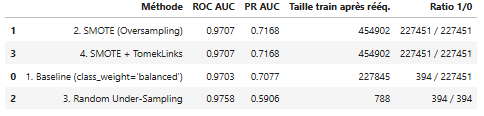 Méthode ROC AUC PR AUC Taille train après rééq. Ratio 1/0
1 2. SMOTE (Oversampling) 0.9707 0.7168 454902 227451 / 227451
3 4. SMOTE + TomekLinks 0.9707 0.7168 454902 227451 / 227451
0 1. Baseline (class_weight='balanced') 0.9703 0.7077 227845 394 / 227451
2 3. Random Under-Sampling 0.9758 0.5906 788 394 / 394